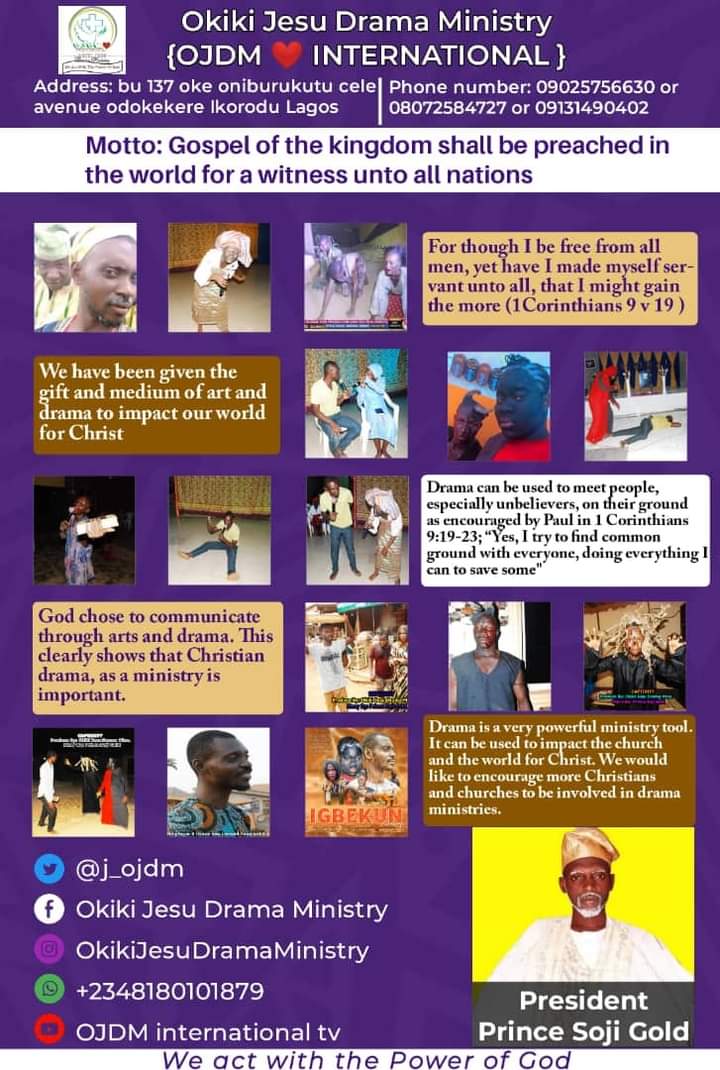 Okiki Jesu Drama Ministry
{OJDM ❤️ INTERNATIONAL }
Address: bu 137 oke oniburukutu cele
avenue odokekere Ikorodu Lagos
Phone number: 09025756630 or
08072584727 or 09131490402
Motto: Gospel of the kingdom shall be preached in
the world for a witness unto all nations
For though I be free from all
men, yet have I made myself ser-
vant unto all, that I might gain
the more (1Corinthians 9 v 19 )
We have been given the
gift and medium of art and
drama to impact our world
for Christ
Drama can be used to meet people,
especially unbelievers, on their ground
as encouraged by Paul in 1 Corinthians
9:19-23; “Yes, I try to find common
ground with everyone, doing everything I
can to save some"
God chose to communicate
through arts and drama. This
clearly shows that Christian
drama, as a ministry is
important.
IGBEKUN
Drama is a very powerful ministry tool.
It can be used to impact the church
and the world for Christ. We would
like to encourage more Christians
and churches to be involved in drama
ministries.
@j_ojdm
Okiki Jesu Drama Ministry
OkikiJesuDramaMinistry
+2348180101879
OJDM international tv
President
Prince Soji Gold
We act with the Power of God